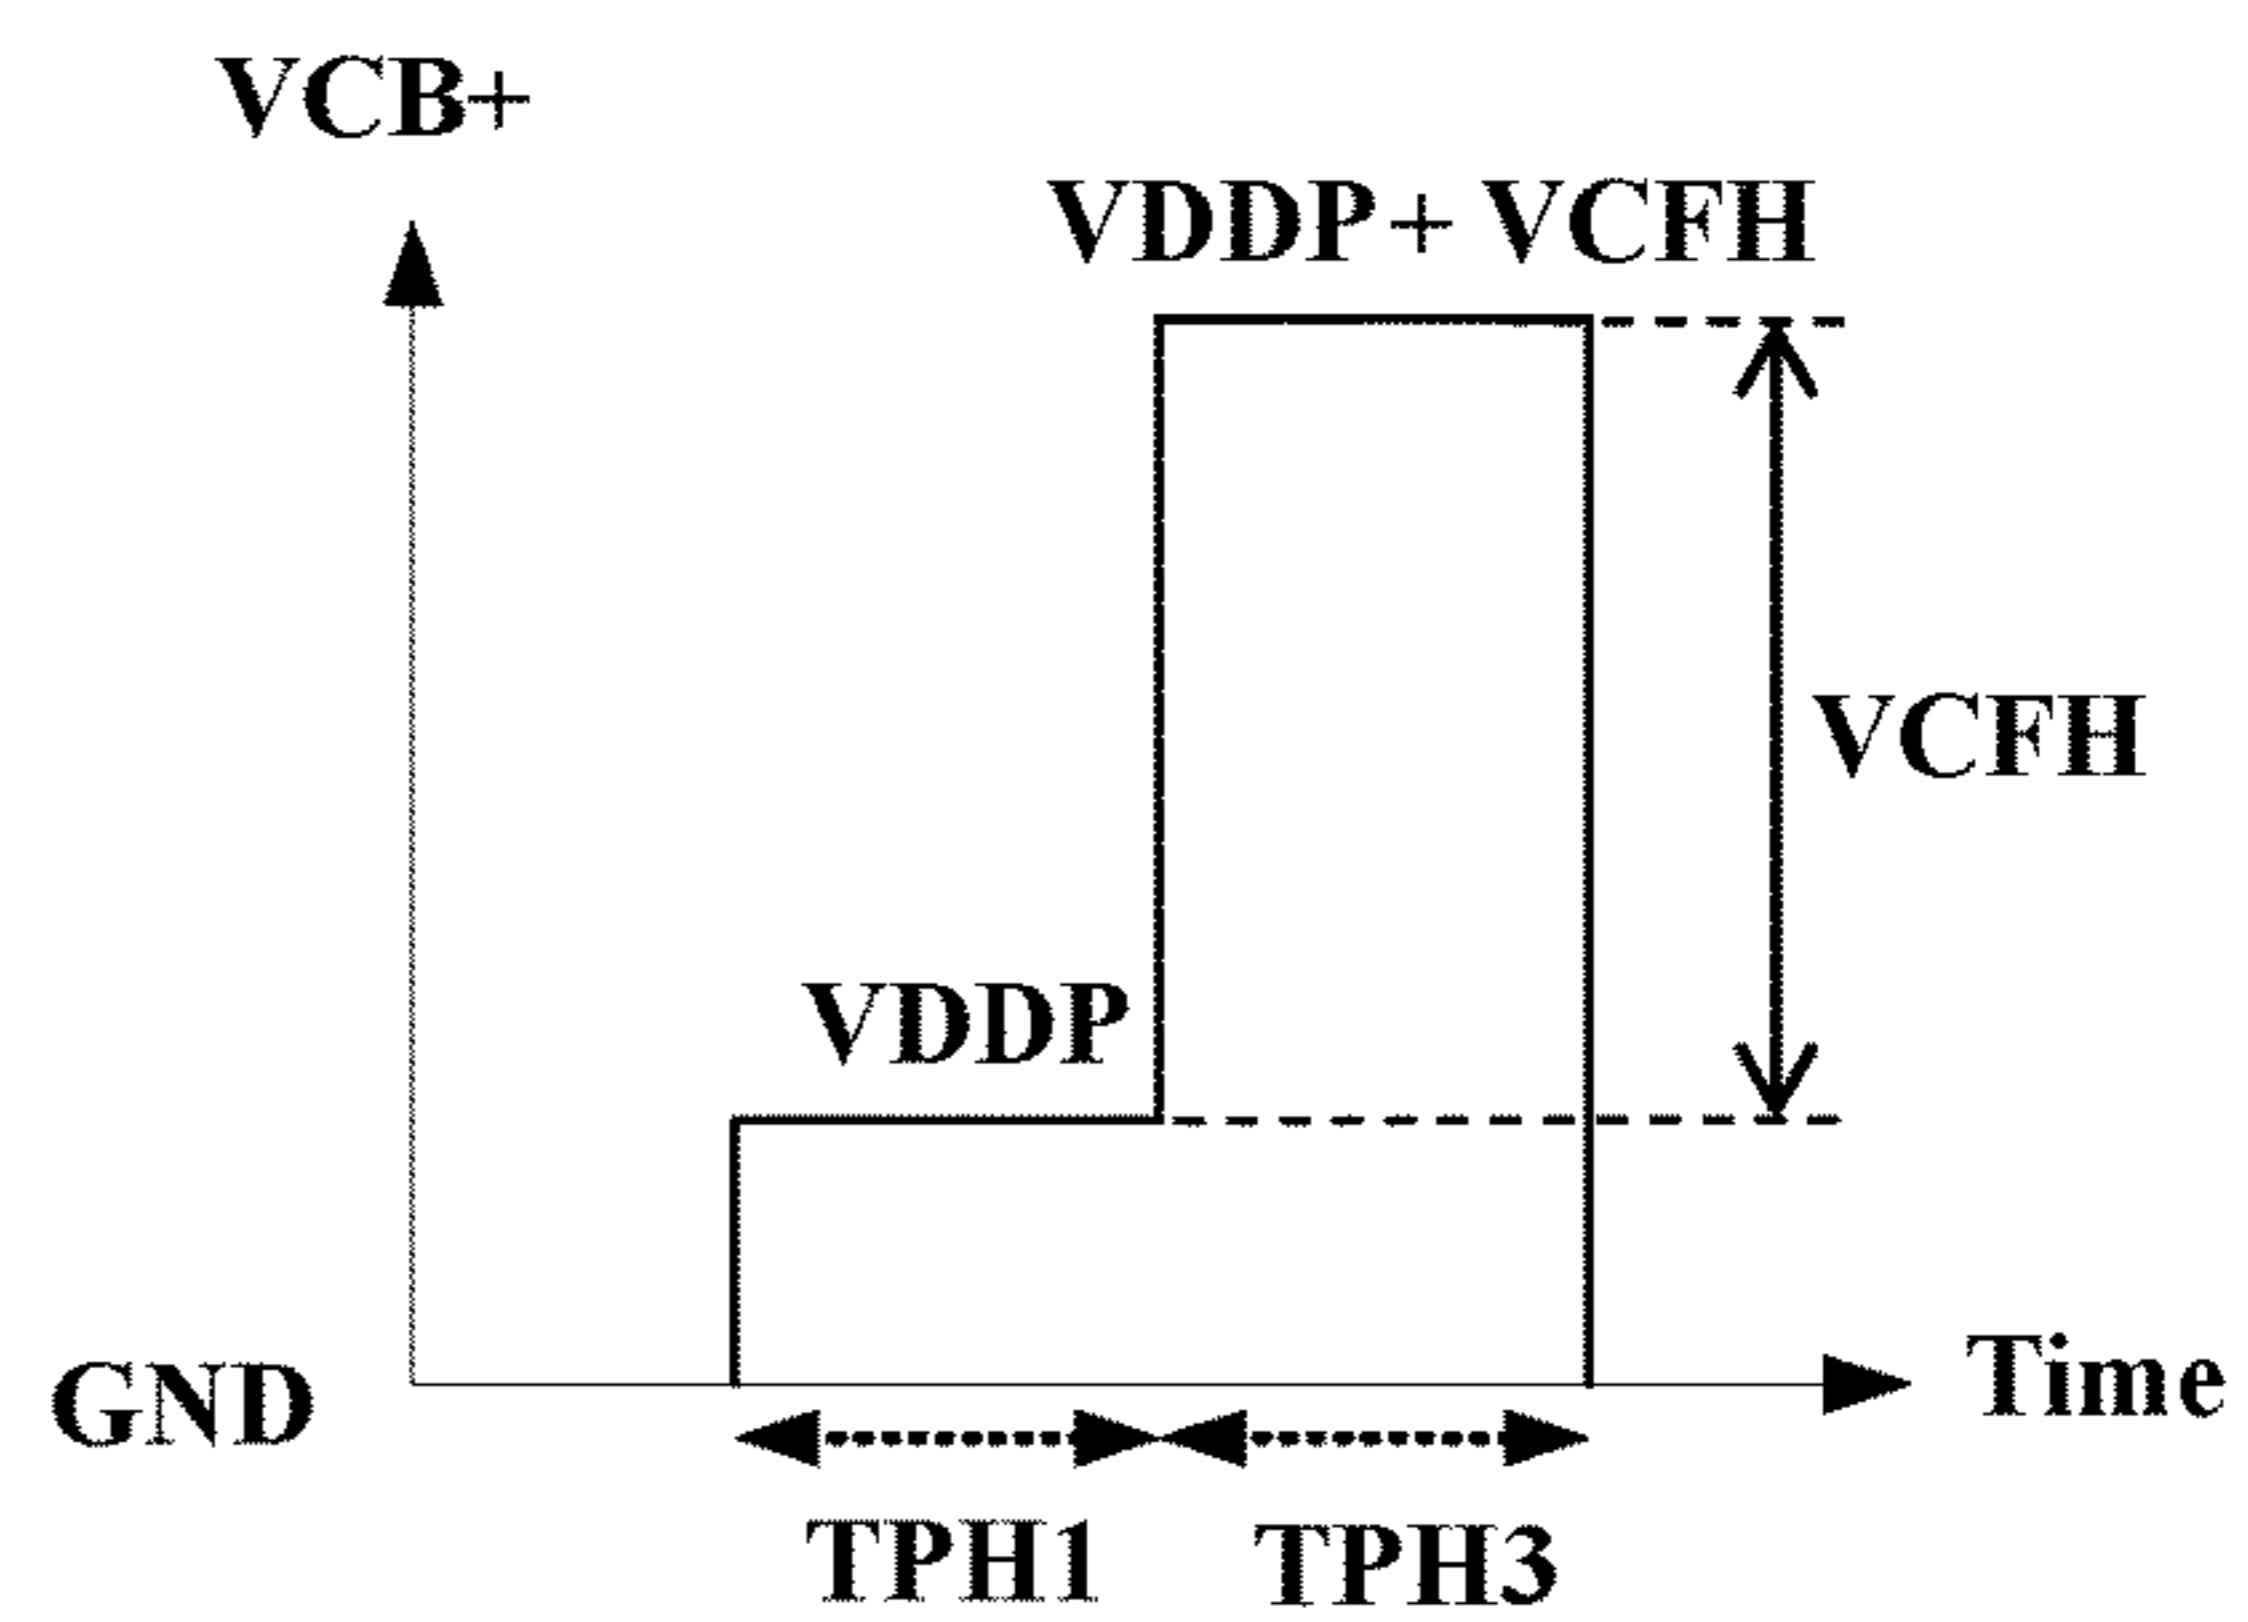 VCB+
VDDP+ VCFH
VCFH
VDDP
GND
Time
TPH1
TPH3